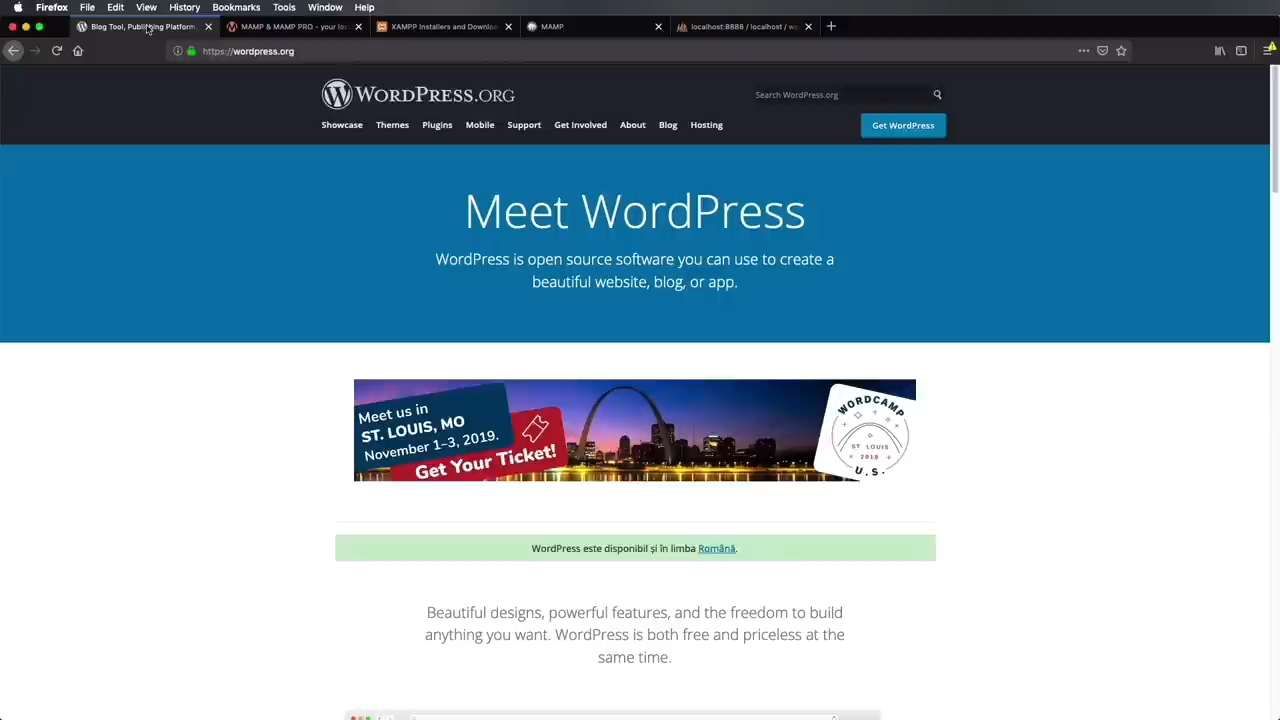 Firefox File Edit View History Bookmarks Tools Window Help
Blog Tool, Publishing Platform,
MAMP & MAMP PRO - your lo
XAMPP Installers and Downlo
MAMP
localhost:8888 / localhost / w
https://wordpress.org
WORDPRESS.ORG
Search WordPress.org
Showcase Themes Plugins Mobile Support Get Involved About Blog Hosting
Get WordPress
Meet WordPress
WordPress is open source software you can use to create a
beautiful website, blog, or app.
Meet us in
ST. LOUIS, MO
November 1-3, 2019.
Get Your Ticket!
WORDCAMP
ST. LOUIS
2019
U.S.
WordPress este disponibil și în limba Română.
Beautiful designs, powerful features, and the freedom to build
anything you want. WordPress is both free and priceless at the
same time.